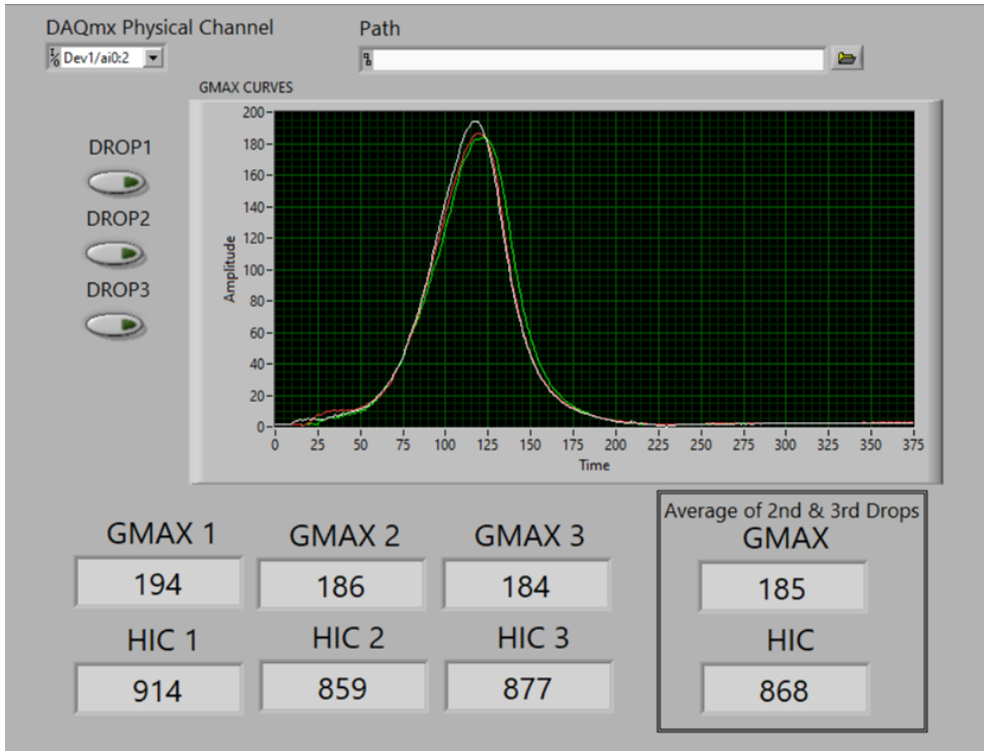 DAQmx Physical Channel
Path
I/O Dev1/ai0:2
GMAX CURVES
DROP1
DROP2
DROP3
Amplitude
200
180
160
140
120
100
80
60
40
20
0
0 25 50 75 100 125 150 175 200 225 250 275 300 325 350 375
Time
GMAX 1 GMAX 2 GMAX 3
194 186 184
HIC 1 HIC 2 HIC 3
914 859 877
Average of 2nd & 3rd Drops
GMAX
185
HIC
868